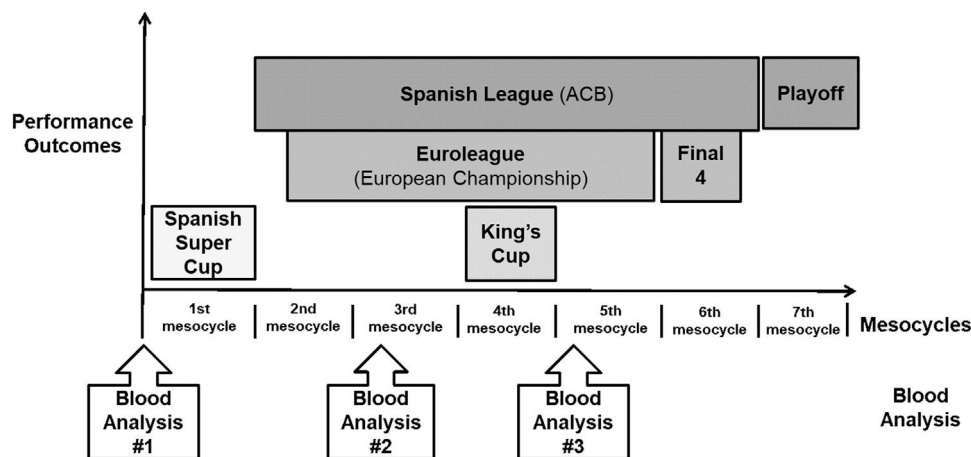 Performance
Outcomes
Spanish League (ACB)
Playoff
Euroleague
(European Championship)
Final
4
Spanish
Super
Cup
King's
Cup
1st
mesocycle
2nd
mesocycle
3rd
mesocycle
4th
mesocycle
5th
mesocycle
6th
mesocycle
7th
mesocycle
Mesocycles
Blood
Analysis
#1
Blood
Analysis
#2
Blood
Analysis
#3
Blood
Analysis